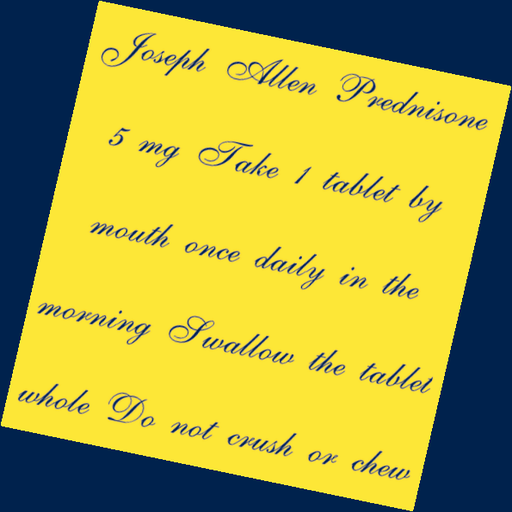 Joseph Allen Prednisone
5 mg Take 1 tablet by
mouth once daily in the
morning Swallow the tablet
whole Do not crush or chew